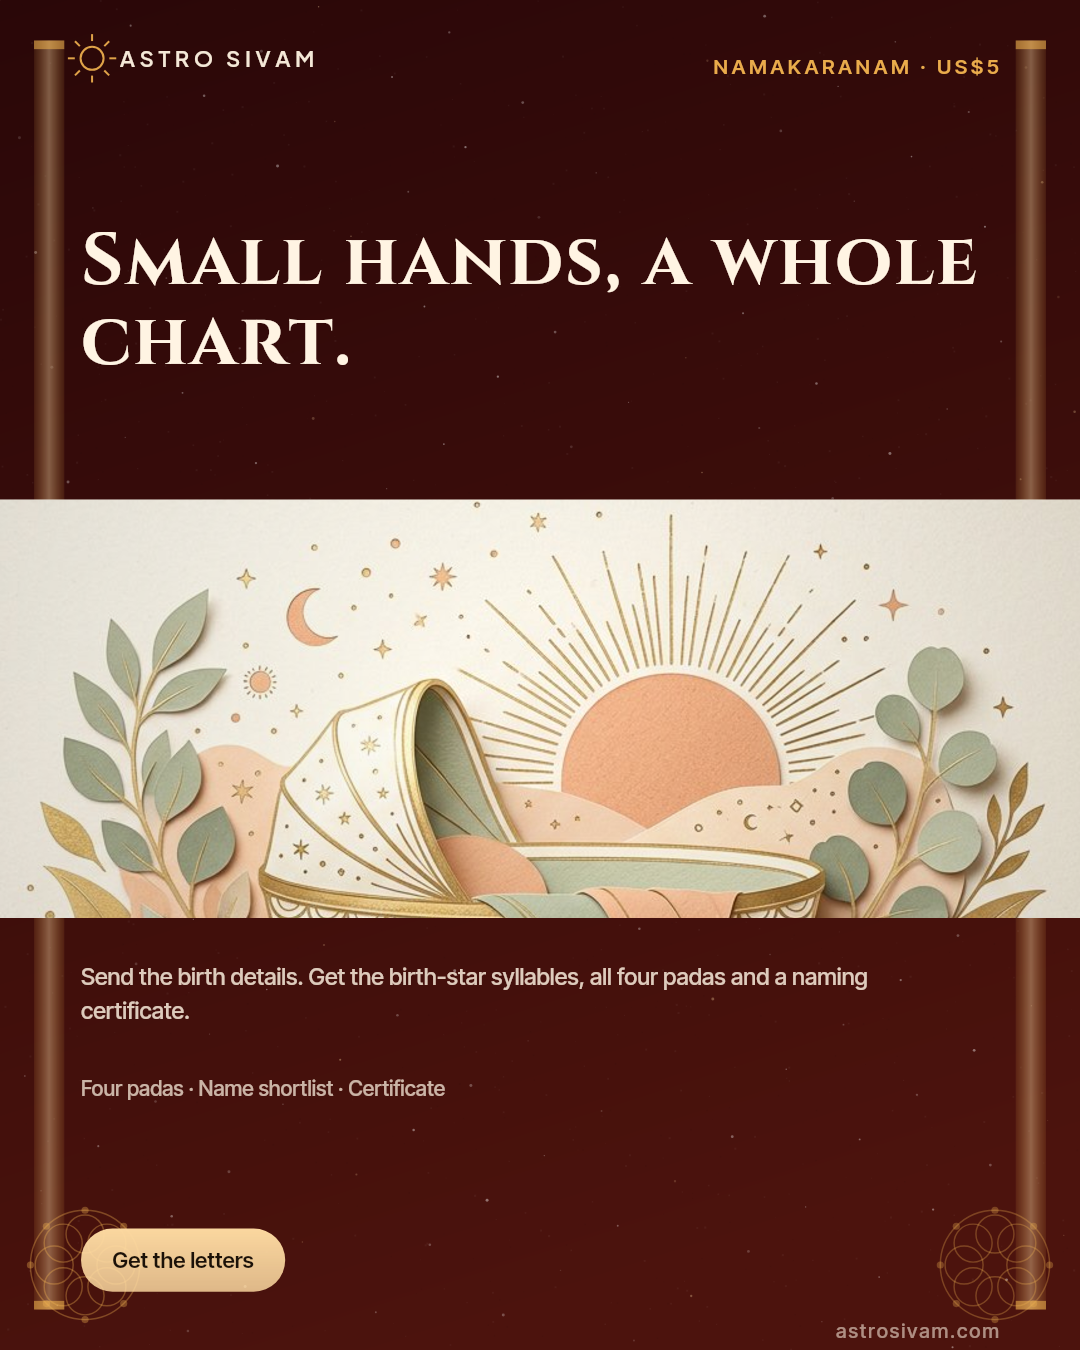 ASTRO SIVAM
NAMAKARANAM · US$5
Small hands, a whole
chart.
Send the birth details. Get the birth-star syllables, all four padas and a naming
certificate.
Four padas · Name shortlist · Certificate
Get the letters
astrosivam.com